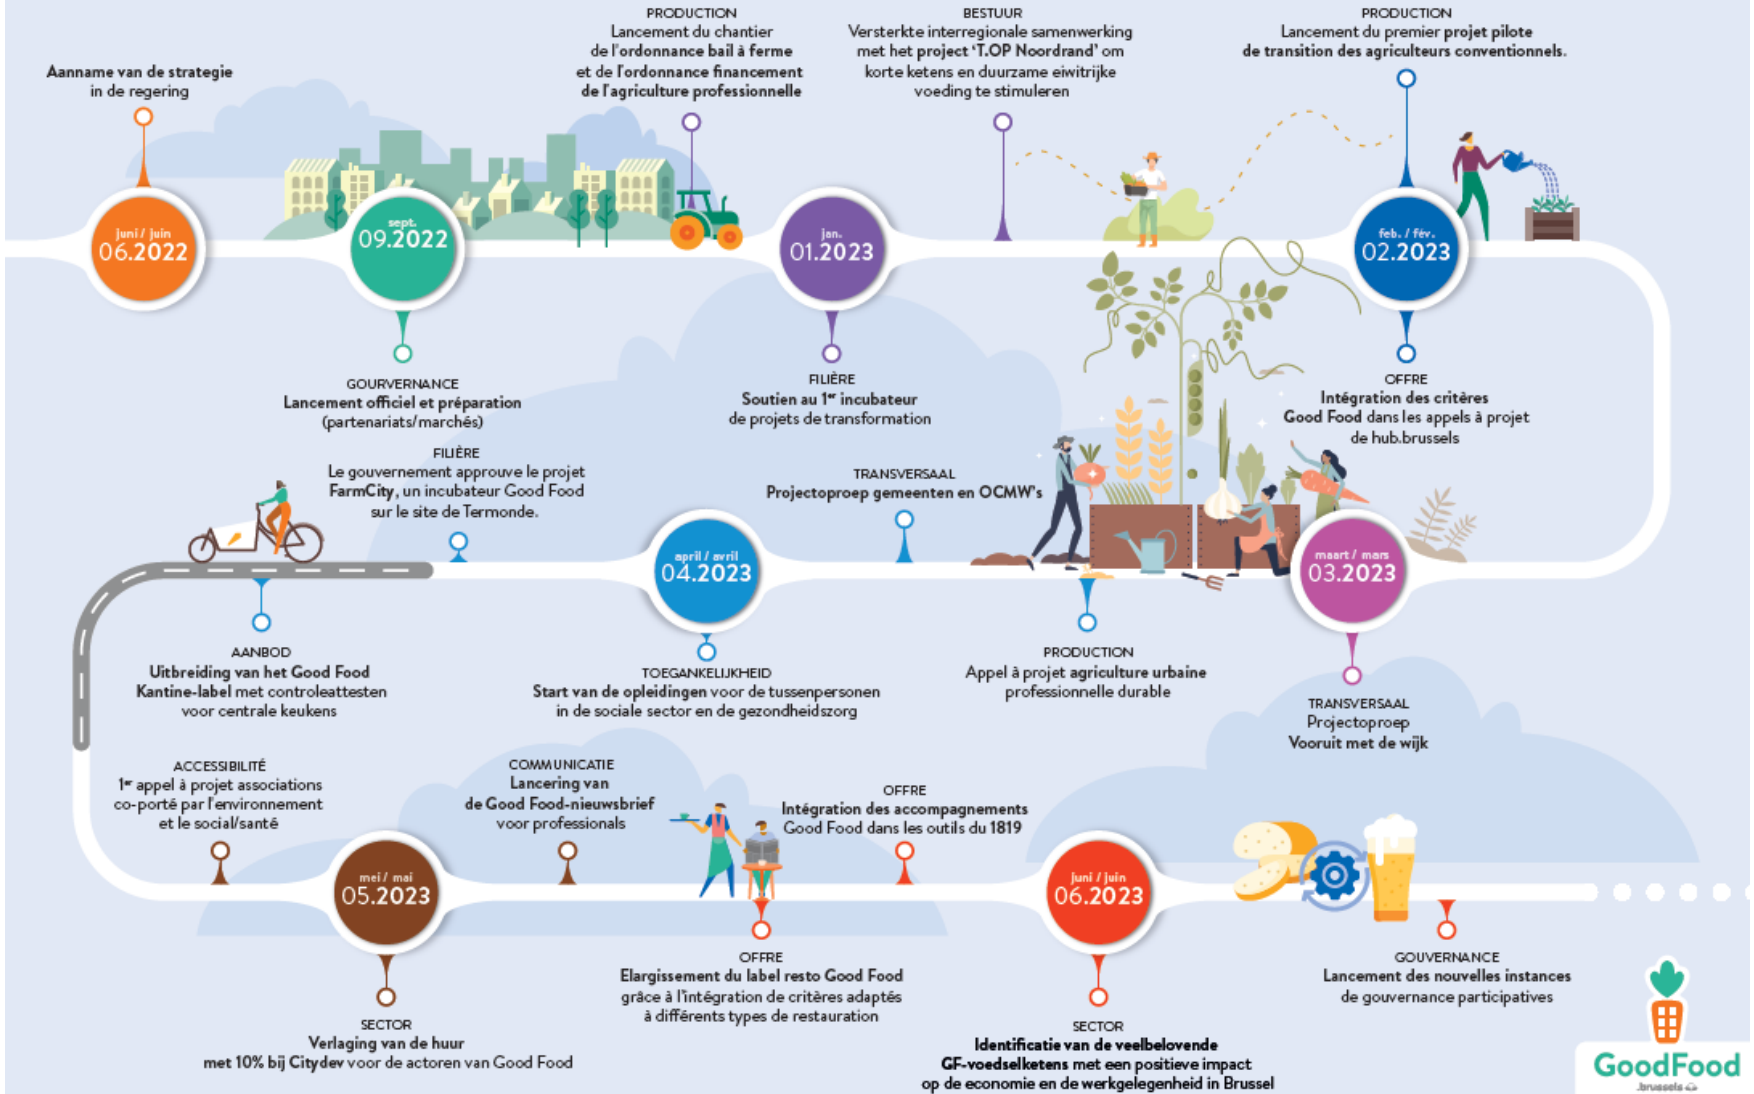 Aanname van de strategie
in de regering
juni / juin
06.2022
sept.
09.2022
GOURVERNANCE
Lancement officiel et préparation
(partenariats/marchés)
PRODUCTION
Lancement du chantier
de l'ordonnance bail à ferme
et de l'ordonnance financement
de l'agriculture professionnelle
jan.
01.2023
FILIÈRE
Soutien au 1er incubateur
de projets de transformation
BESTUUR
Versterkte interregionale samenwerking
met het project ‘T.OP Noordrand’ om
korte ketens en duurzame eiwitrijke
voeding te stimuleren
PRODUCTION
Lancement du premier projet pilote
de transition des agriculteurs conventionnels.
feb. / fév.
02.2023
OFFRE
Intégration des critères
Good Food dans les appels à projet
de hub.brussels
maart / mars
03.2023
TRANSVERSAAL
Projectoproep
Vooruit met de wijk
PRODUCTION
Appel à projet agriculture urbaine
professionnelle durable
TRANSVERSAAL
Projectoproep gemeenten en OCMW's
april / avril
04.2023
TOEGANKELIJKHEID
Start van de opleidingen voor de tussenpersonen
in de sociale sector en de gezondheidszorg
FILIÈRE
Le gouvernement approuve le projet
FarmCity, un incubateur Good Food
sur le site de Termonde.
AANBOD
Uitbreiding van het Good Food
Kantine-label met controleattesten
voor centrale keukens
ACCESSIBILITÉ
1er appel à projet associations
co-porté par l'environnement
et le social/santé
mei / mai
05.2023
SECTOR
Verlaging van de huur
met 10% bij Citydev voor de actoren van Good Food
COMMUNICATIE
Lancering van
de Good Food-nieuwsbrief
voor professionals
OFFRE
Elargissement du label resto Good Food
grâce à l'intégration de critères adaptés
à différents types de restauration
OFFRE
Intégration des accompagnements
Good Food dans les outils du 1819
juni / juin
06.2023
SECTOR
Identificatie van de veelbelovende
GF-voedselketens met een positieve impact
op de economie en de werkgelegenheid in Brussel
GOUVERNANCE
Lancement des nouvelles instances
de gouvernance participatives
GoodFood
.brussels